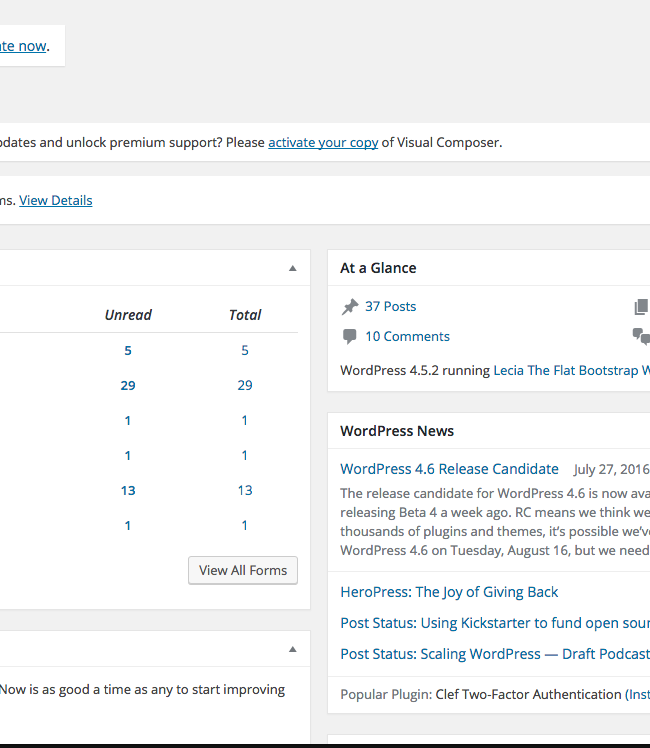 now.
updates and unlock premium support? Please activate your copy of Visual Composer.
View Details
At a Glance
37 Posts
10 Comments
WordPress 4.5.2 running Lecia The Flat Bootstrap W
Unread Total
5 5
29 29
1 1
1 1
13 13
1 1
View All Forms
WordPress News
WordPress 4.6 Release Candidate July 27, 2016
The release candidate for WordPress 4.6 is now ava
releasing Beta 4 a week ago. RC means we think we
thousands of plugins and themes, it’s possible we’v
WordPress 4.6 on Tuesday, August 16, but we need
HeroPress: The Joy of Giving Back
Post Status: Using Kickstarter to fund open sour
Post Status: Scaling WordPress — Draft Podcast
Popular Plugin: Clef Two-Factor Authentication (Inst
Now is as good a time as any to start improving